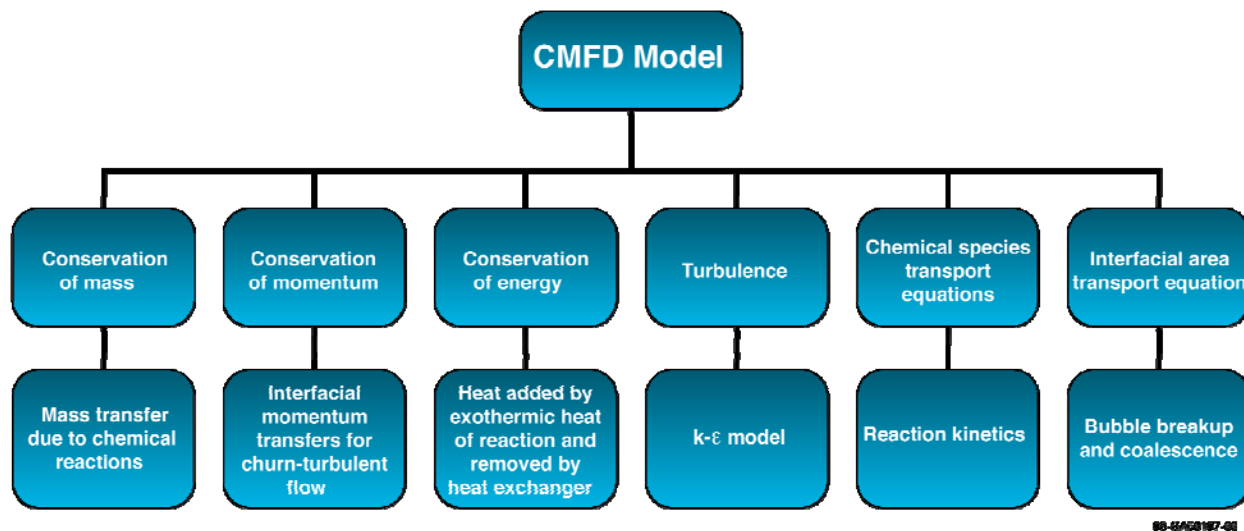 CMFD Model
Conservation
of mass
Conservation
of momentum
Conservation
of energy
Turbulence
Chemical species
transport
equations
Interfacial area
transport equation
Mass transfer
due to chemical
reactions
Interfacial
momentum
transfers for
churn-turbulent
flow
Heat added by
exothermic heat
of reaction and
removed by
heat exchanger
k-ε model
Reaction kinetics
Bubble breakup
and coalescence